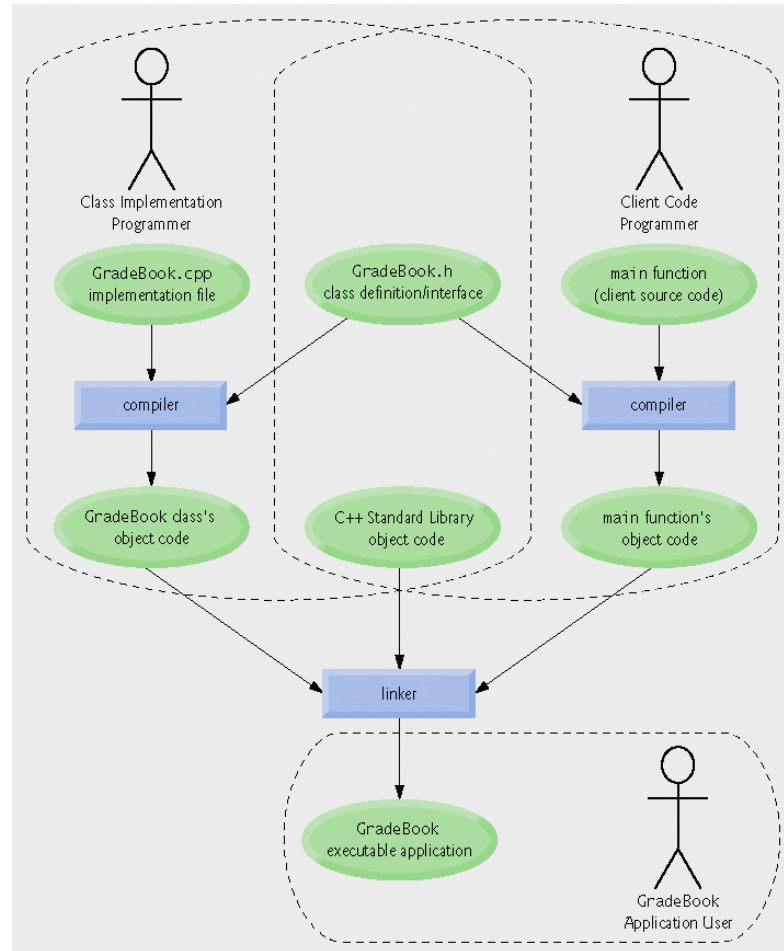 Class Implementation
Programmer
Client Code
Programmer
GradeBook.cpp
implementation file
GradeBook.h
class definition/interface
main function
(client source code)
compiler
compiler
GradeBook class's
object code
C++ Standard Library
object code
main function's
object code
linker
GradeBook
executable application
GradeBook
Application User